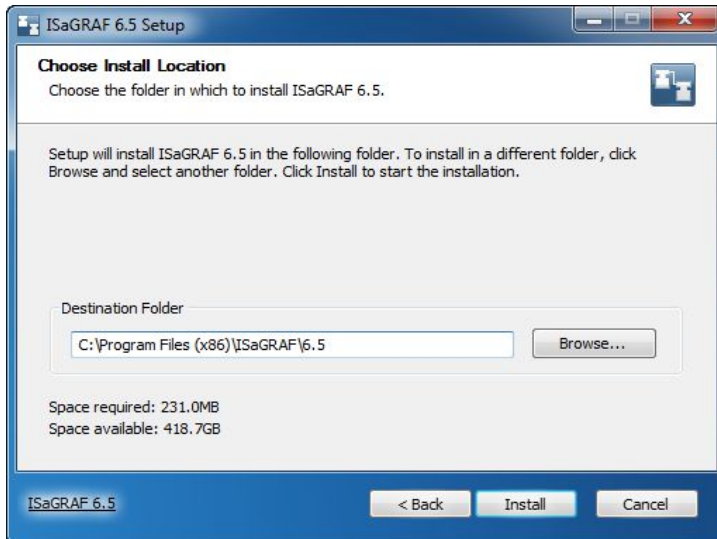 ISaGRAF 6.5 Setup
Choose Install Location
Choose the folder in which to install ISaGRAF 6.5.
Setup will install ISaGRAF 6.5 in the following folder. To install in a different folder, click
Browse and select another folder. Click Install to start the installation.
Destination Folder
C:\Program Files (x86)\ISaGRAF\6.5
Browse...
Space required: 231.0MB
Space available: 418.7GB
ISaGRAF 6.5
< Back
Install
Cancel